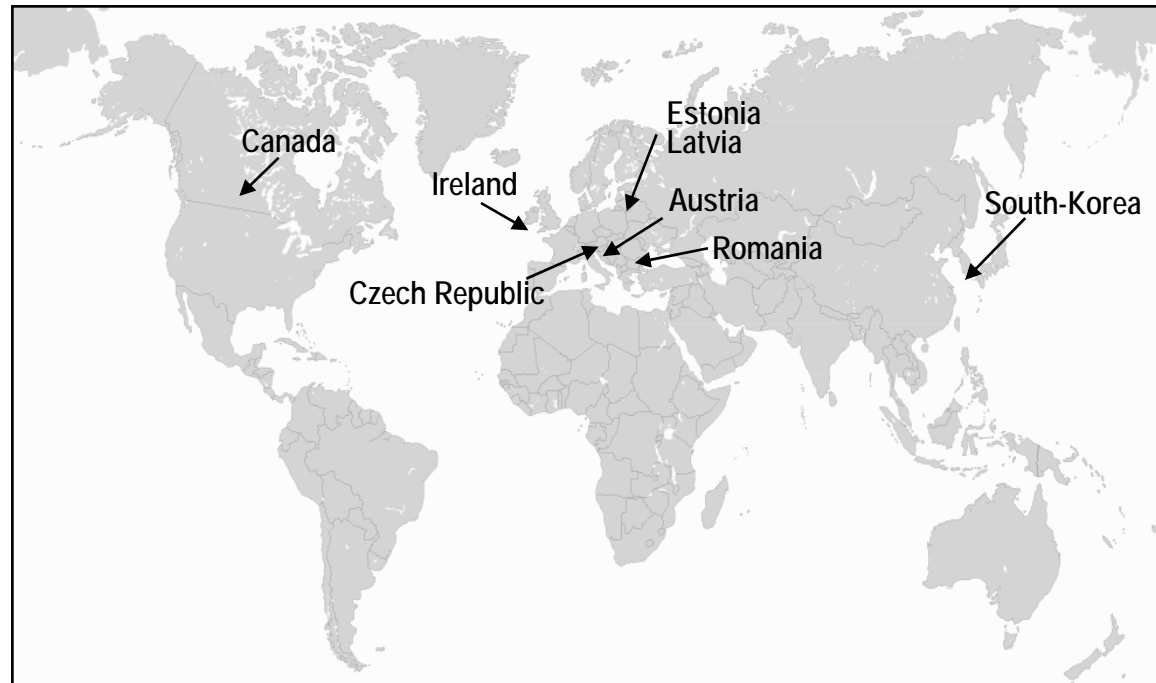 Estonia
Latvia
Canada
Ireland
Austria
South-Korea
Romania
Czech Republic